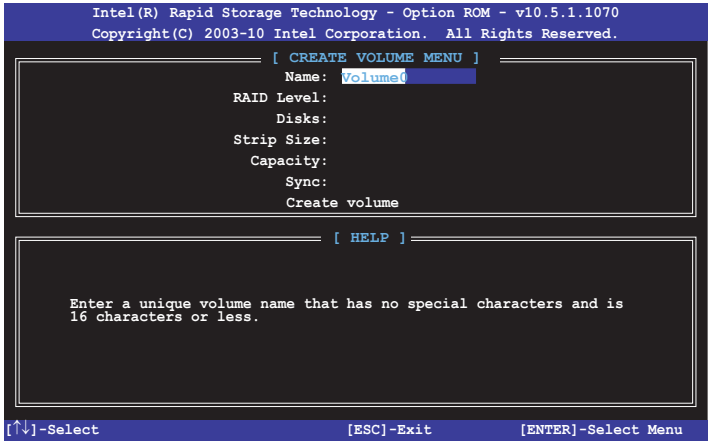 Intel(R) Rapid Storage Technology - Option ROM - v10.5.1.1070
Copyright(C) 2003-10 Intel Corporation. All Rights Reserved.
[ CREATE VOLUME MENU ]
Name: Volume0
RAID Level:
Disks:
Strip Size:
Capacity:
Sync:
Create volume
[ HELP ]
Enter a unique volume name that has no special characters and is
16 characters or less.
[↑↓]-Select [ESC]-Exit [ENTER]-Select Menu